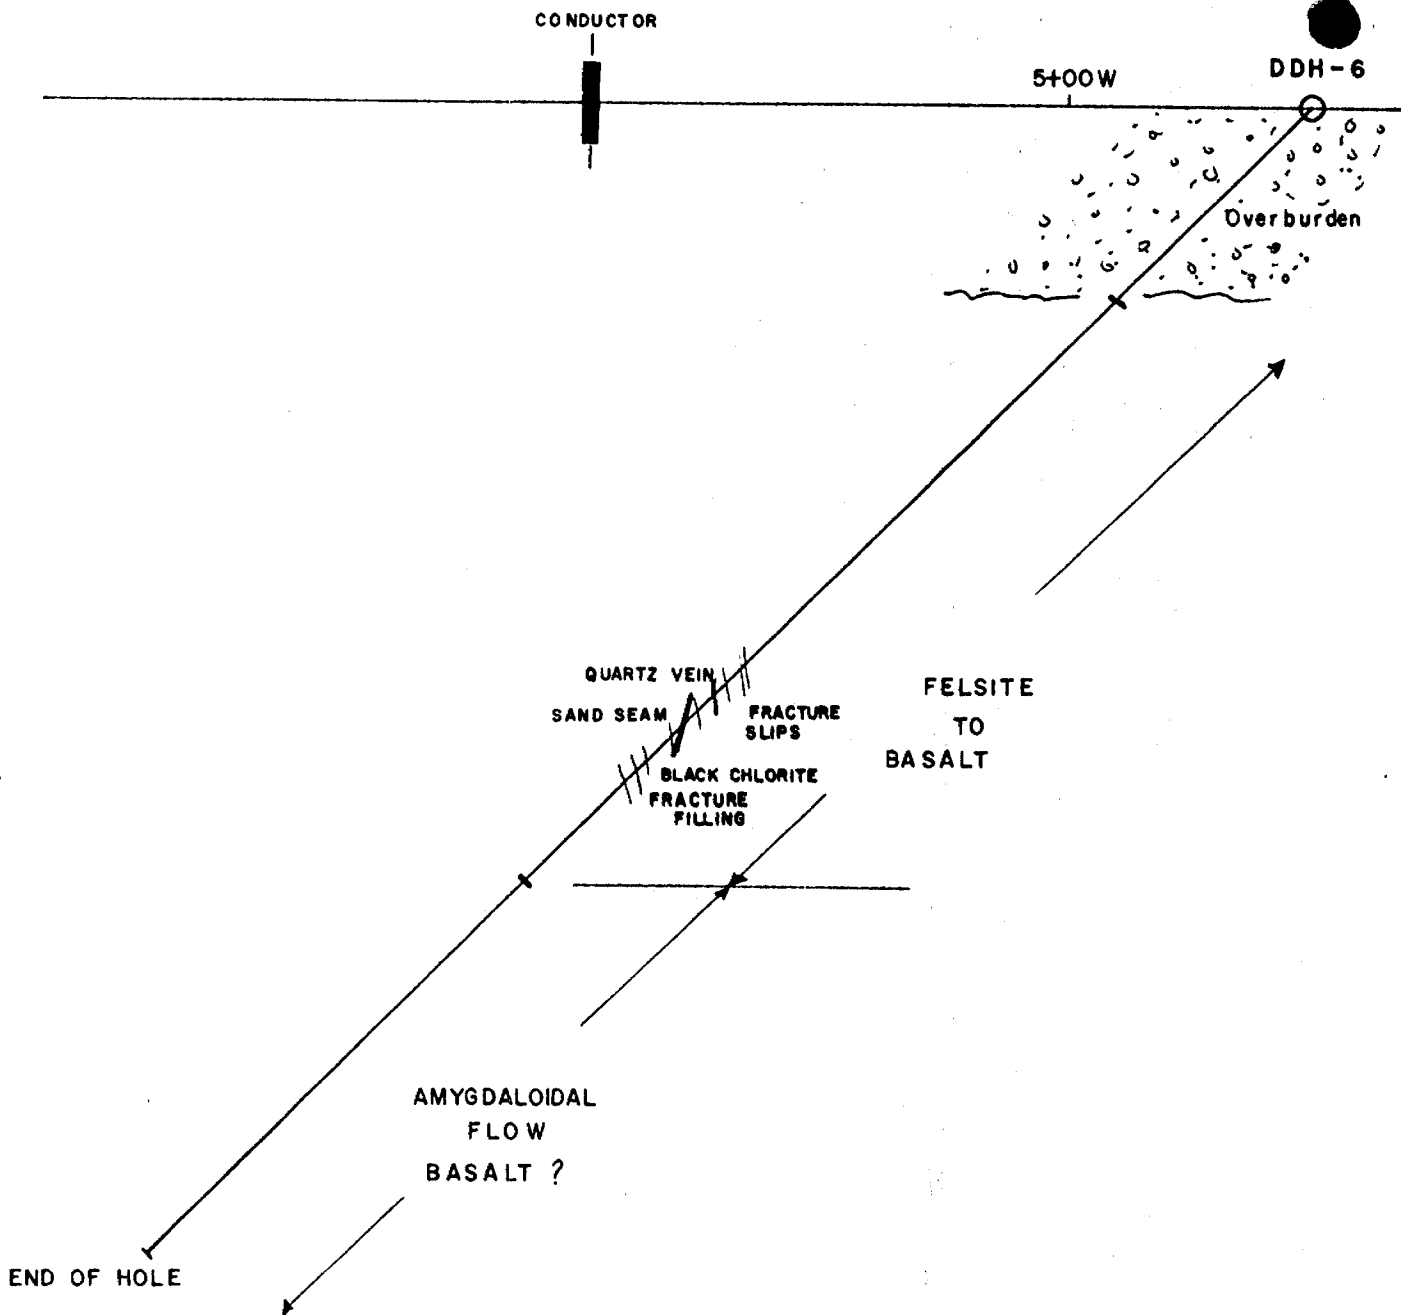 CONDUCTOR
5+00W
DDH-6
Overburden
QUARTZ VEIN
SAND SEAM
FRACTURE
SLIPS
BLACK CHLORITE
FRACTURE
FILLING
FELSITE
TO
BASALT
AMYGDALOIDAL
FLOW
BASALT ?
END OF HOLE